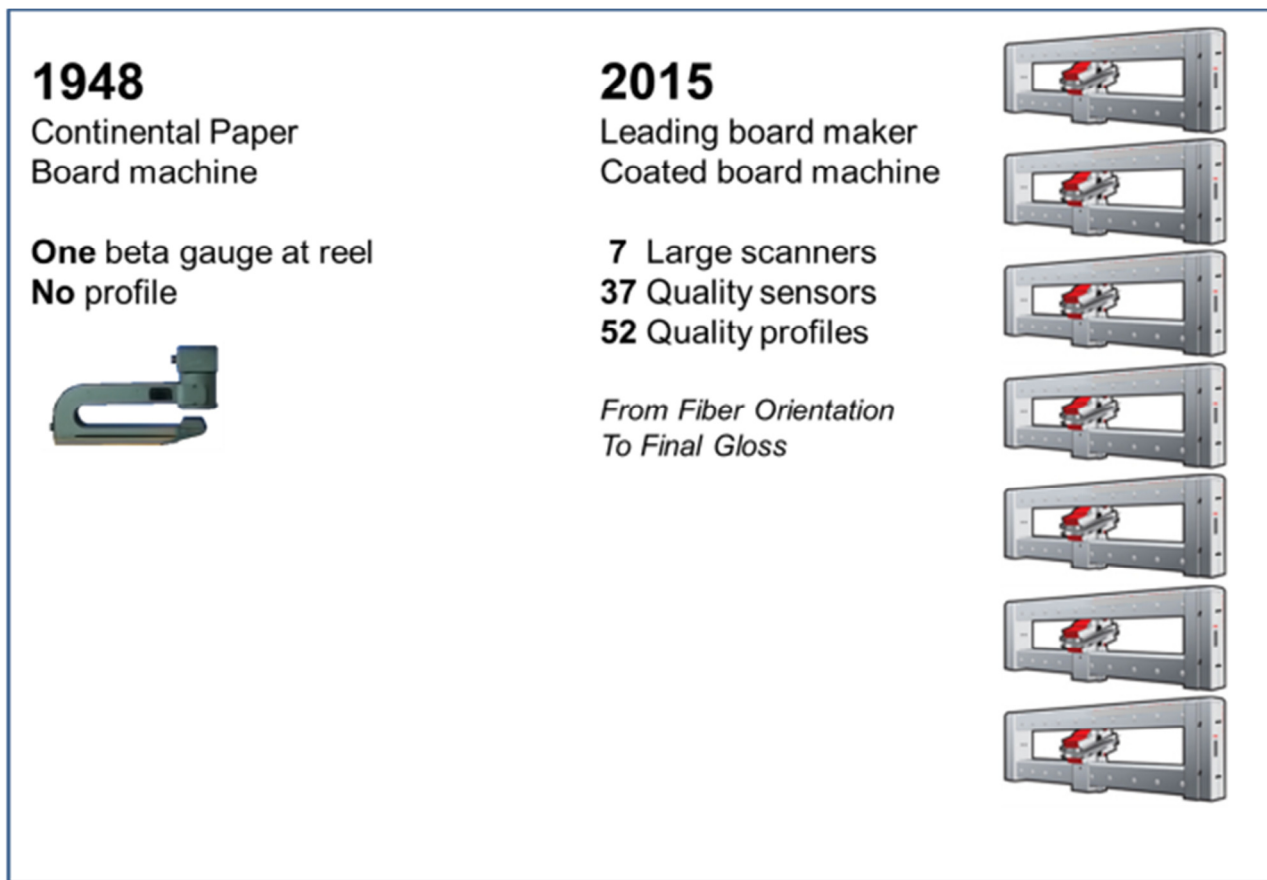 1948
Continental Paper
Board machine
One beta gauge at reel
No profile
2015
Leading board maker
Coated board machine
7 Large scanners
37 Quality sensors
52 Quality profiles
From Fiber Orientation
To Final Gloss